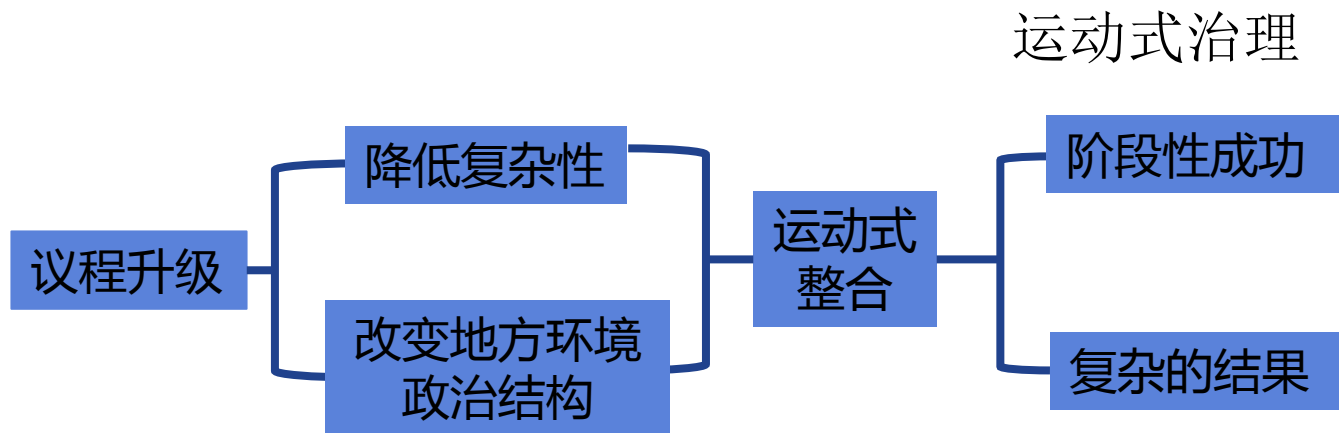 运动式治理
降低复杂性
阶段性成功
议程升级
运动式
整合
改变地方环境
政治结构
复杂的结果